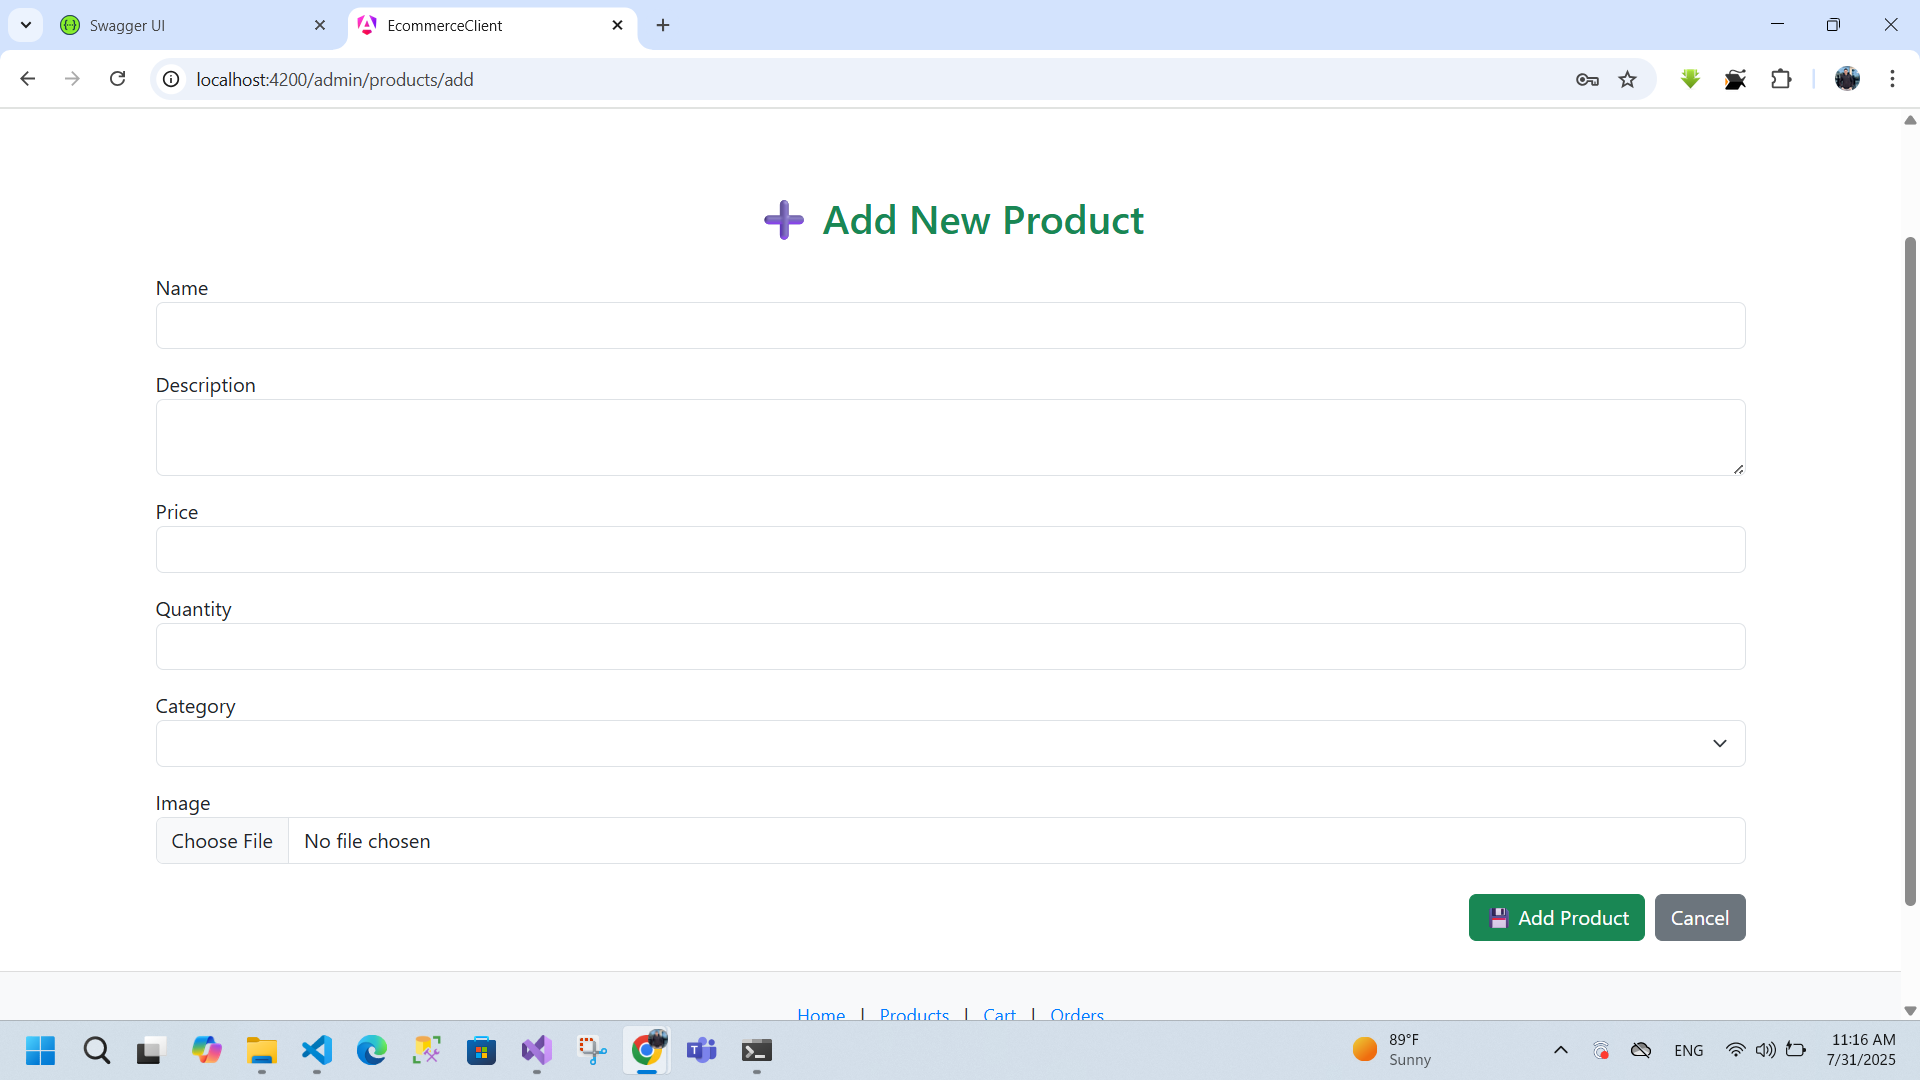 Swagger UI
EcommerceClient
localhost:4200/admin/products/add
Add New Product
Name
Description
Price
Quantity
Category
Image
Choose File No file chosen
Add Product Cancel
Home | Products | Cart | Orders
89°F
Sunny
ENG
11:16 AM
7/31/2025